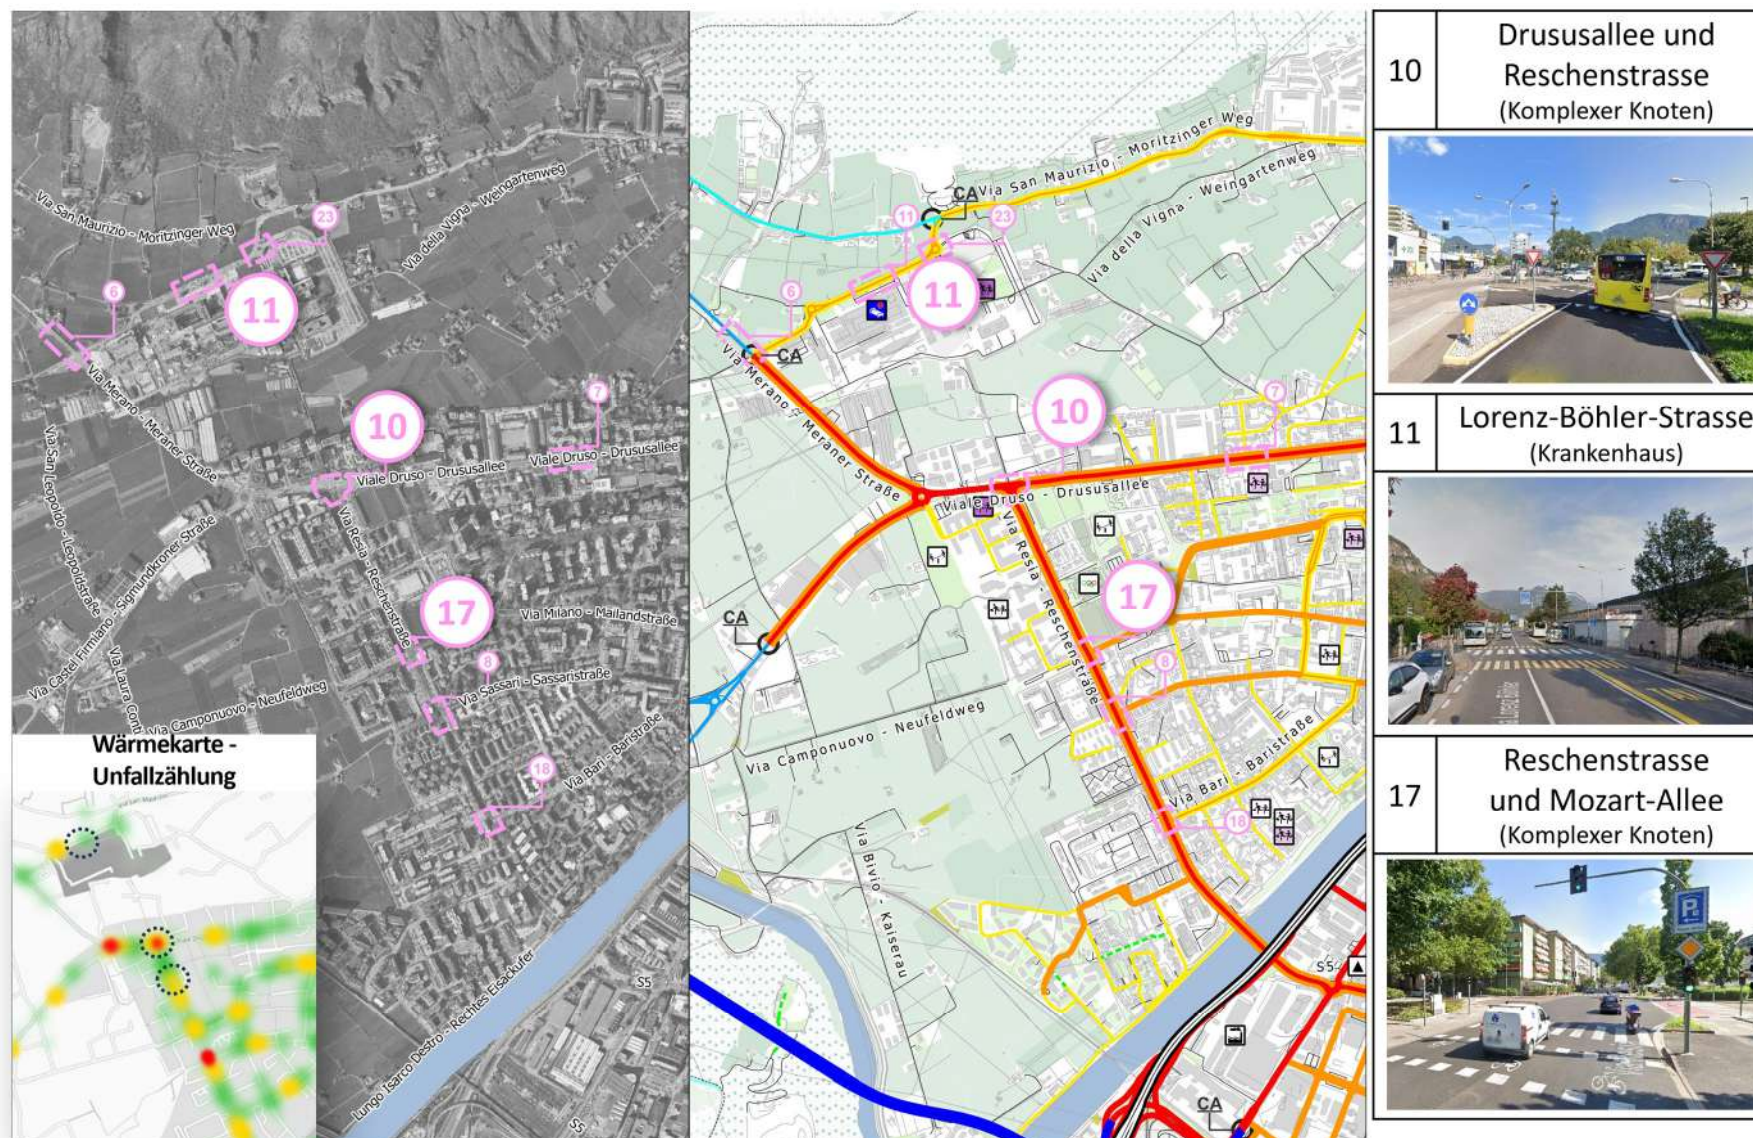 Via San Maurizio - Moritzinger Weg
23
Via della Vigna - Weingartenweg
6
11
Via Merano - Meraner Straße
10
7
Viale Druso - Drususallee
Viale Druso - Drususallee
Via San Leopoldo - Leopoldstraße
Via Castel Firmiano - Sigmundkroner Straße
Via Resia - Reschenstraße
17
Via Milano - Mailandstraße
8
Via Sassari - Sassaristraße
Via Lauro Conti
Via Camponuovo - Neufeldweg
18
Via Bari - Baristraße
Lungo Isarco Destro - Rechtes Eisackufer
S5
S5
Wärmekarte -
Unfallzählung
Via San Maurizio - Moritzinger Weg
CA
11
23
Via della Vigna - Weingartenweg
6
11
CA
Via Merano - Meraner Straße
10
7
Viale Druso - Drususallee
Via Resia - Reschenstraße
17
CA
8
Via Camponuovo - Neufeldweg
Via Bari - Baristraße
18
Via Bivio - Kaiserau
S5
CA
10
Drususallee und
Reschenstrasse
(Komplexer Knoten)
11
Lorenz-Böhler-Strasse
(Krankenhaus)
17
Reschenstrasse
und Mozart-Allee
(Komplexer Knoten)
P